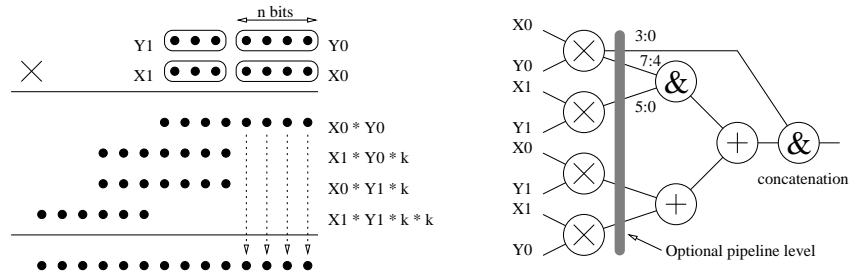 n bits
Y1
Y0
X1
X0
X0 * Y0
X1 * Y0 * k
X0 * Y1 * k
X1 * Y1 * k * k
X0
Y0
X1
Y1
X0
Y1
X1
Y0
3:0
7:4
5:0
&
+
+
&
concatenation
Optional pipeline level